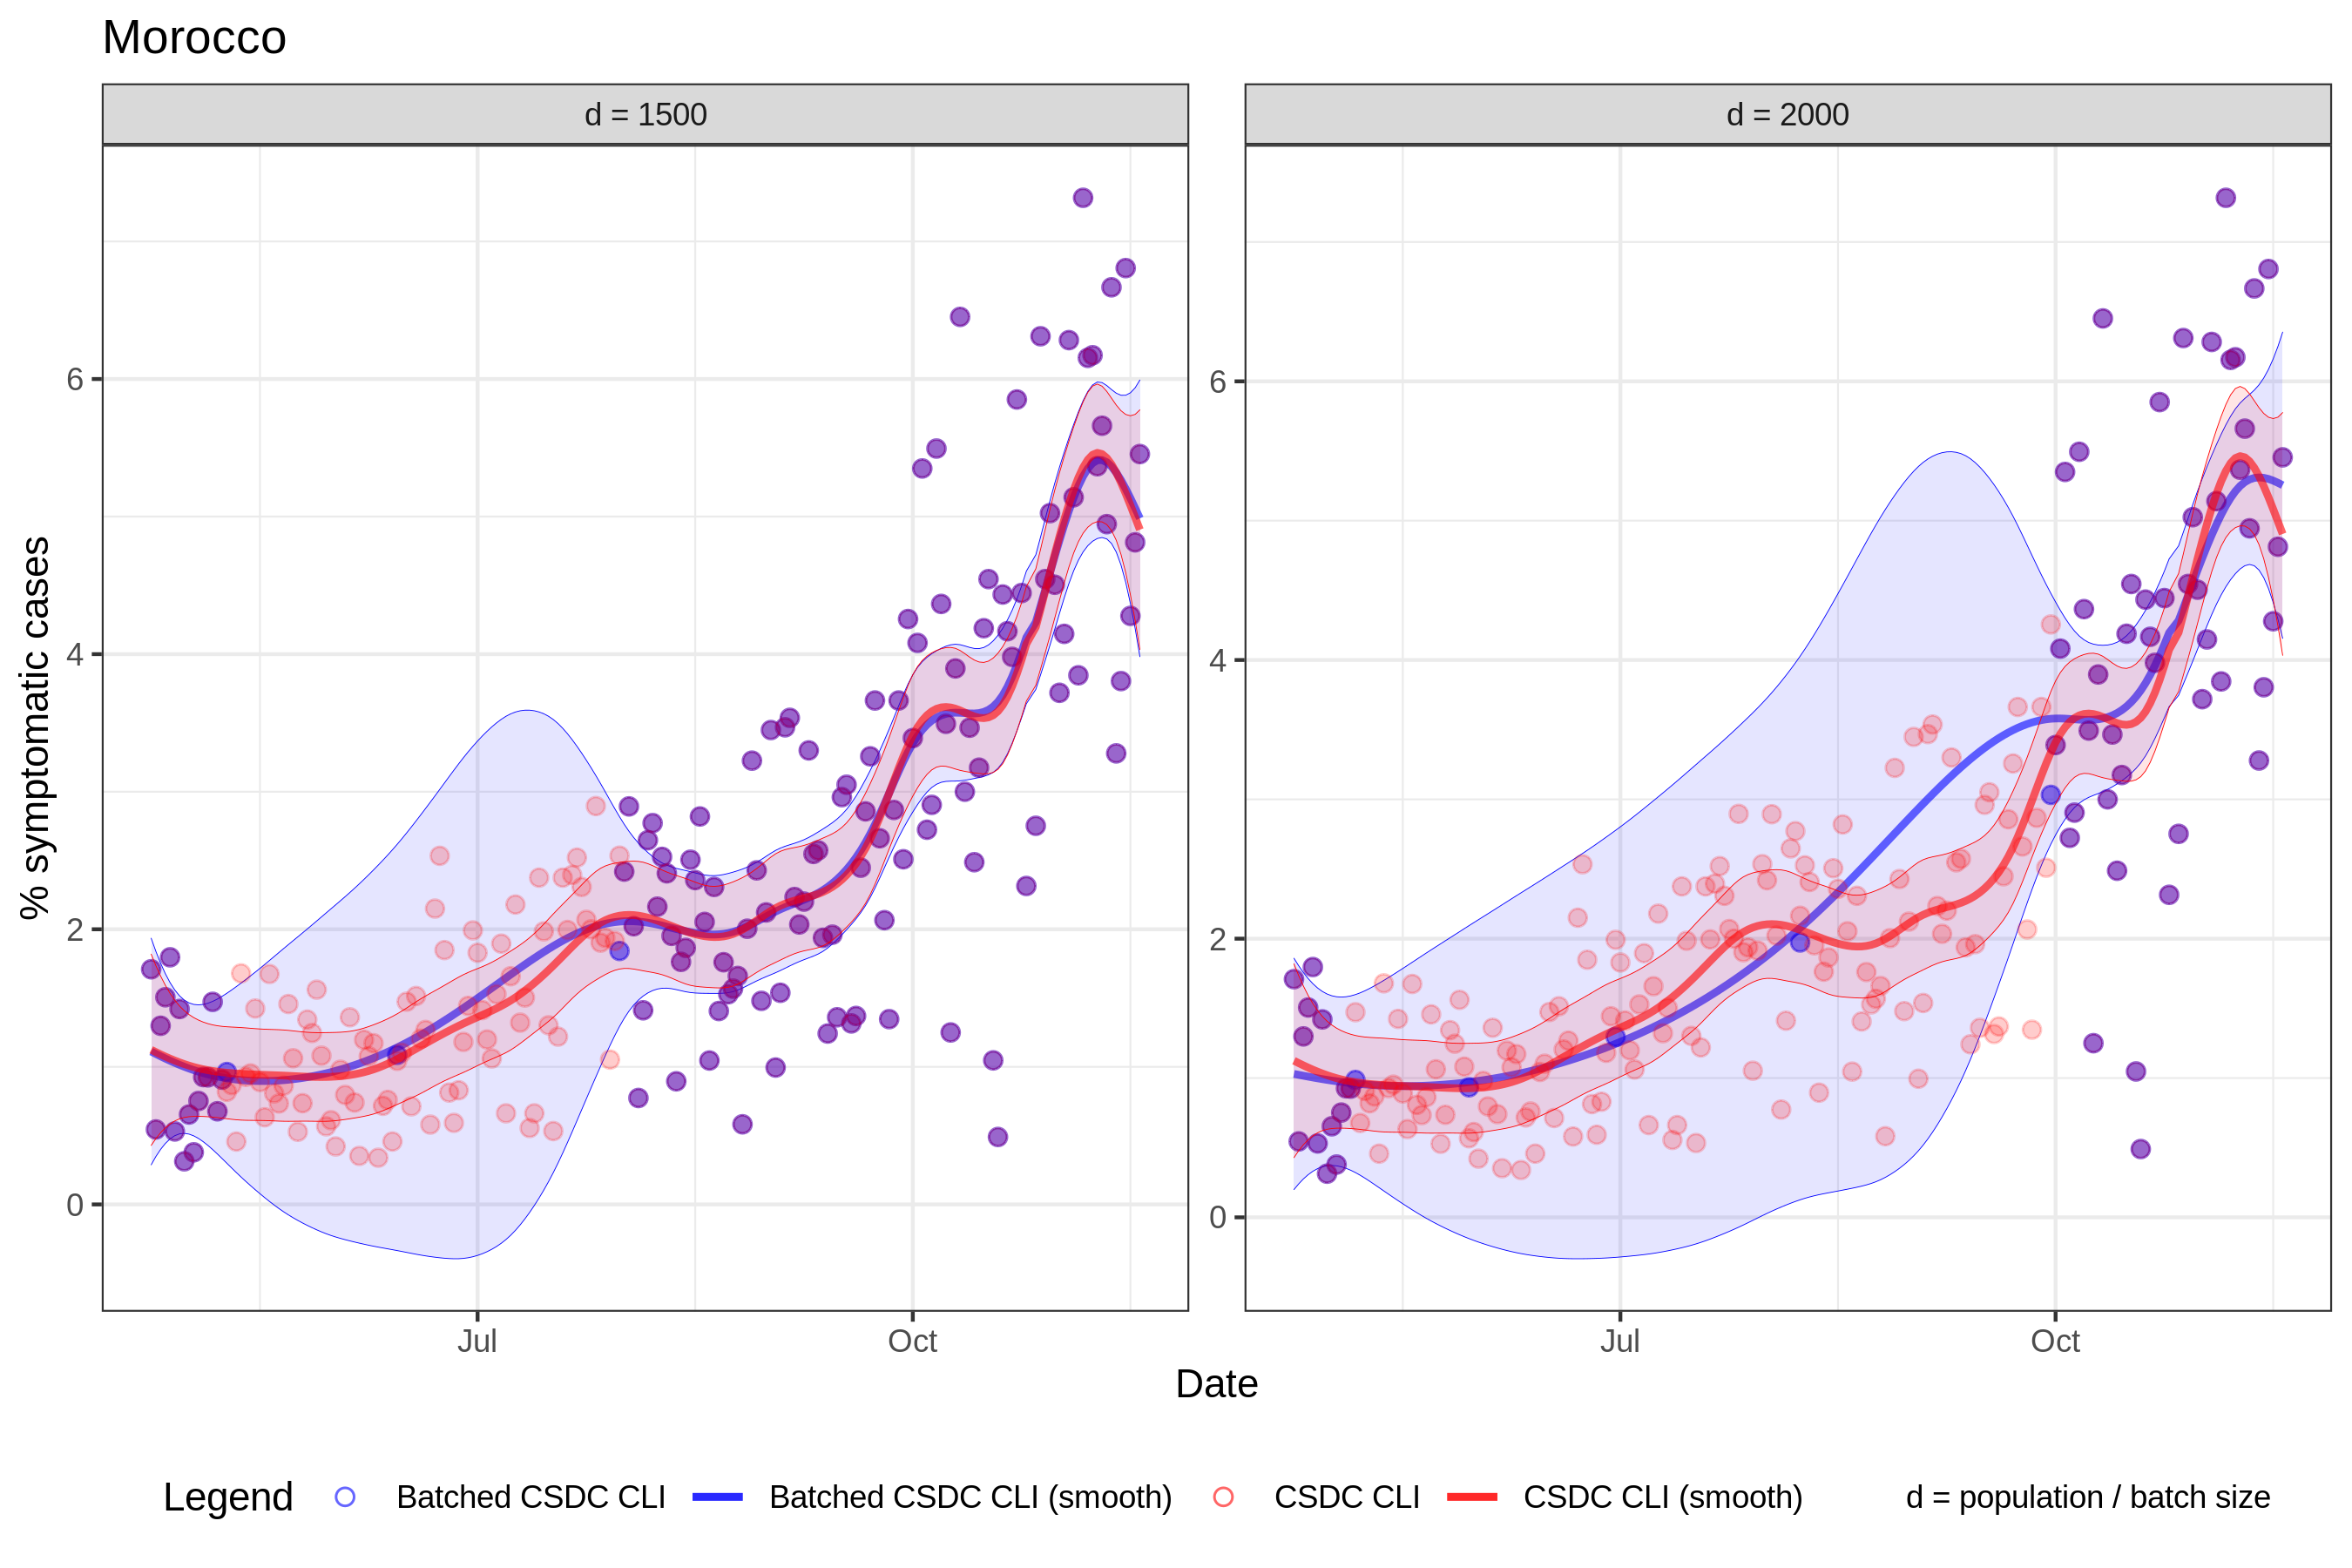 Morocco
d = 1500
d = 2000
% symptomatic cases
6
4
2
0
6
4
2
0
Jul
Oct
Jul
Oct
Date
Legend Batched CSDC CLI Batched CSDC CLI (smooth) CSDC CLI CSDC CLI (smooth) d = population / batch size